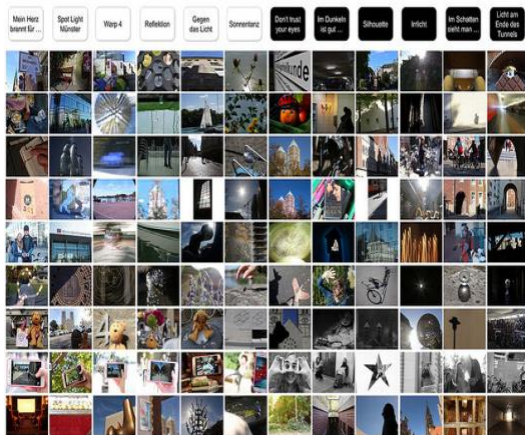 Mein Herz
brennt für ...
Spot Light
Münster
Warp 4
Reflektion
Gegen
das Licht
Sonnentanz
Don't trust
your eyes
Im Dunkeln
ist gut ...
Silhouette
Irrlicht
Im Schatten
sieht man ...
Licht am
Ende des
Tunnels